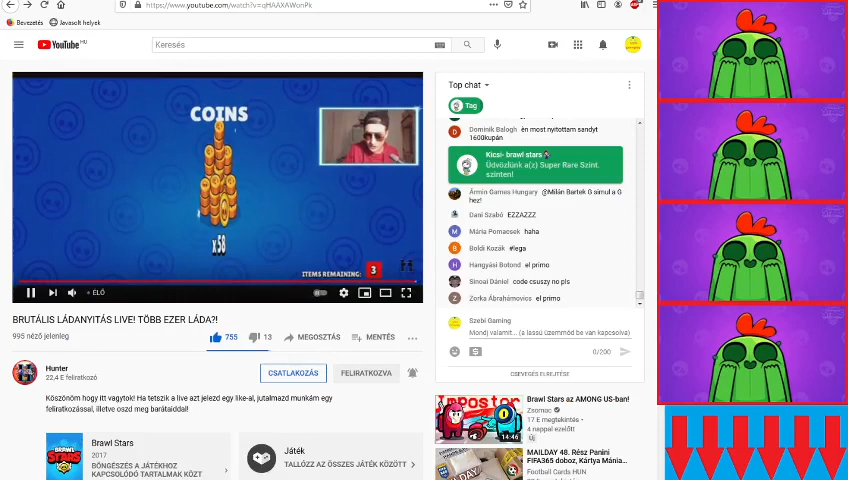 https://www.youtube.com/watch?v=qHAAXAWonPk
Bevezetés
Javasolt helyek
YouTube HU
Keresés
COINS
x58
ITEMS REMAINING: 3
ÉLŐ
BRUTÁLIS LÁDANYITÁS LIVE! TÖBB EZER LÁDA?!
995 néző jelenleg
755
13
MEGOSZTÁS
MENTÉS
Hunter
22,4 E feliratkozó
CSATLAKOZÁS
FELIRATKOZVA
Köszönöm hogy itt vagytok! Ha tetszik a live azt jelezd egy like-al, jutalmazd munkám egy
feliratkozással, illetve oszd meg barátaiddal!
BRAWL STARS
Brawl Stars
2017
BÖNGÉSZÉS A JÁTÉKHOZ
KAPCSOLÓDÓ TARTALMAK KÖZT
Játék
TALLÓZZ AZ ÖSSZES JÁTÉK KÖZÖTT
Top chat
Tag
Dominik Balogh én most nyitottam sandyt
1600kupán
Kicsi- brawl stars
Üdvözlünk a(z) Super Rare Szint.
szinten!
Ármin Games Hungary @Milán Bartek G simul a G
hez!
Dani Szabó EZZAZZZ
Mária Pomacsek haha
Boldi Kozák #lega
Hangyási Botond el primo
Sinoai Dániel code csuszy no pls
Zorka Ábrahámovics el primo
Szebi Gaming
Mondj valamit... (a lassú üzemmód be van kapcsolva)
0/200
CSEVEGÉS ELREJTÉSE
Impostor
14:46
Brawl Stars az AMONG US-ban!
Zsomac
17 E megtekintés •
4 nappal ezelőtt
Új
MAILDAY 48. Rész Panini
FIFA365 doboz, Kártya Mánia...
Football Cards HUN